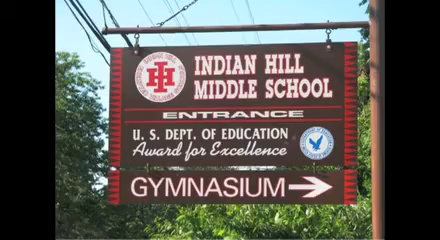 IH
INDIAN HILL
MIDDLE SCHOOL
ENTRANCE
U. S. DEPT. OF EDUCATION
Award for Excellence
GYMNASIUM